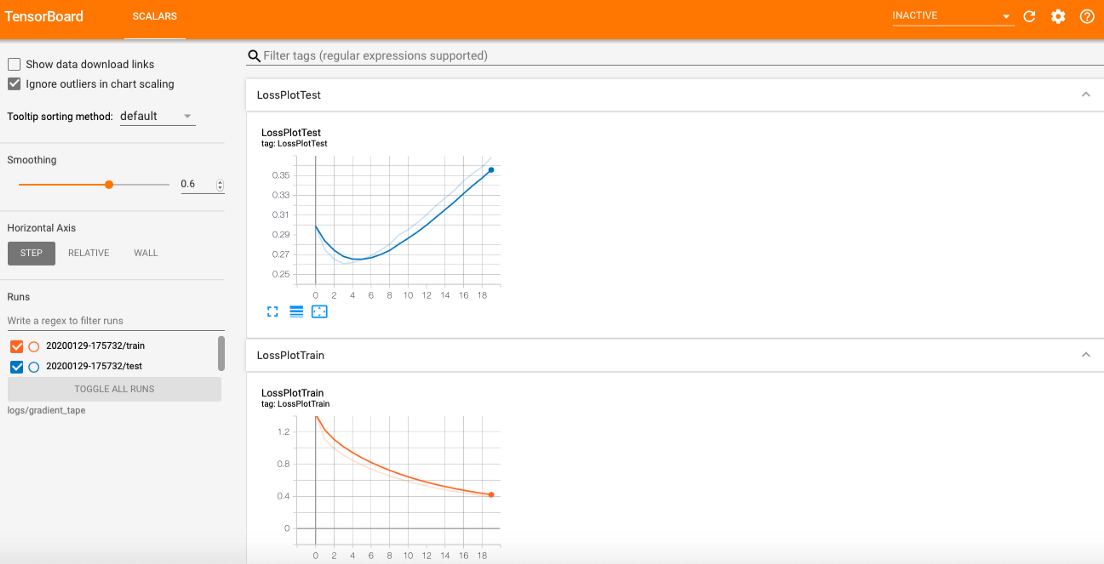 TensorBoard SCALARS INACTIVE
Show data download links
Ignore outliers in chart scaling
Tooltip sorting method: default
Smoothing
0.6
Horizontal Axis
STEP RELATIVE WALL
Runs
Write a regex to filter runs
20200129-175732/train
20200129-175732/test
TOGGLE ALL RUNS
logs/gradient_tape
Filter tags (regular expressions supported)
LossPlotTest
LossPlotTest
tag: LossPlotTest
0.35
0.33
0.31
0.29
0.27
0.25
0 2 4 6 8 10 12 14 16 18
LossPlotTrain
LossPlotTrain
tag: LossPlotTrain
1.2
0.8
0.4
0
0 2 4 6 8 10 12 14 16 18